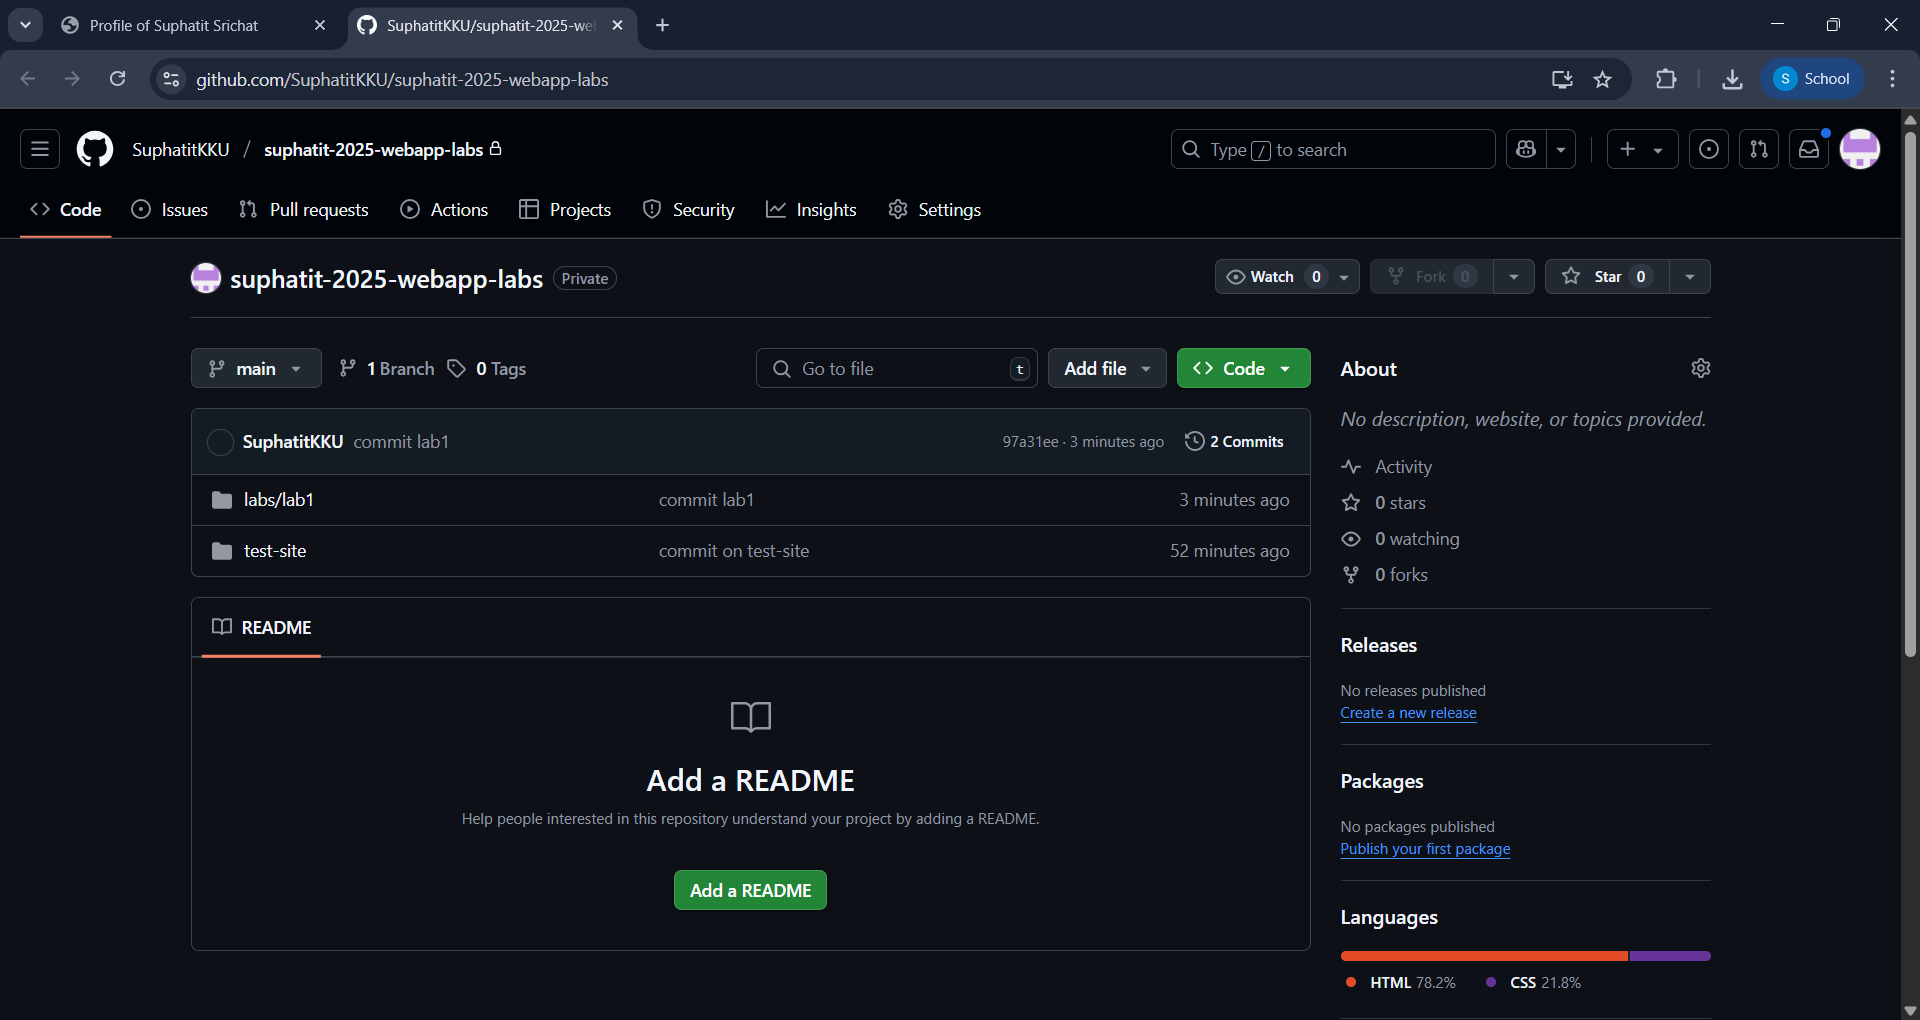 Profile of Suphatit Srichat
SuphatitKKU/suphatit-2025-we
github.com/SuphatitKKU/suphatit-2025-webapp-labs
S School
SuphatitKKU / suphatit-2025-webapp-labs
Type / to search
Code Issues Pull requests Actions Projects Security Insights Settings
suphatit-2025-webapp-labs Private
Watch 0 Fork 0 Star 0
main 1 Branch 0 Tags Go to file t Add file Code
SuphatitKKU commit lab1 97a31ee · 3 minutes ago 2 Commits
labs/lab1 commit lab1 3 minutes ago
test-site commit on test-site 52 minutes ago
README
Add a README
Help people interested in this repository understand your project by adding a README.
Add a README
About
No description, website, or topics provided.
Activity
0 stars
0 watching
0 forks
Releases
No releases published
Create a new release
Packages
No packages published
Publish your first package
Languages
HTML 78.2% CSS 21.8%